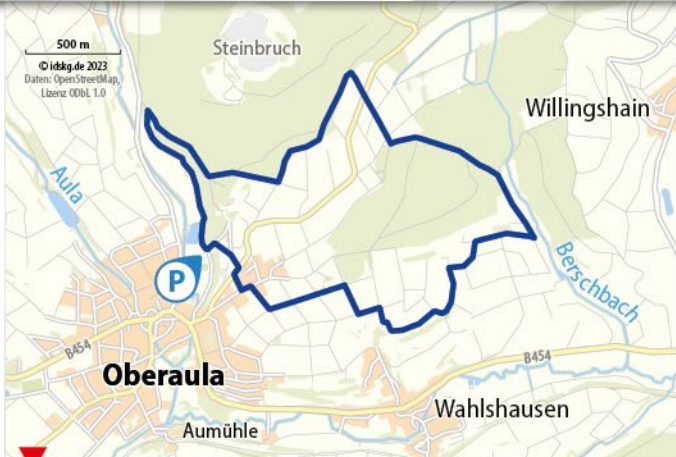 500 m
© idskg.de 2023
Daten: OpenStreetMap,
Lizenz ODbL 1.0
Steinbruch
Willingshain
Aula
P
Berschbach
B454
B454
Oberaula
Wahlshausen
Aumühle